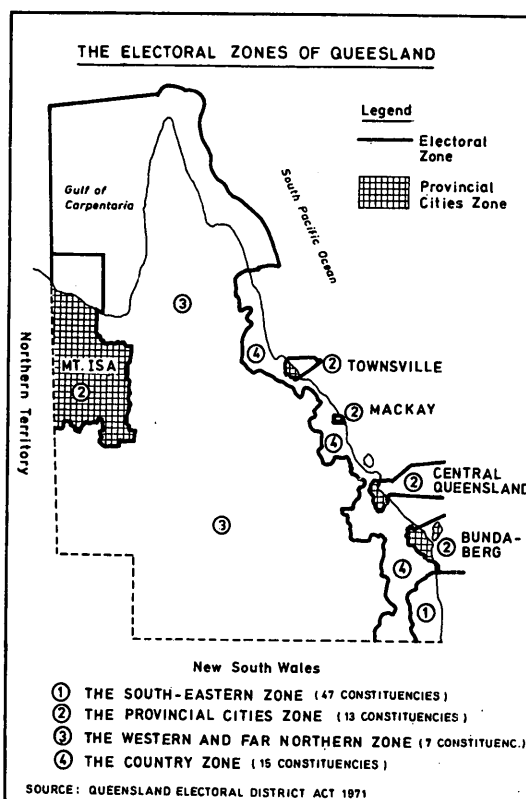 THE ELECTORAL ZONES OF QUEESLAND
Legend
Electoral
Zone
Provincial
Cities Zone
Gulf of
Carpentaria
South Pacific Ocean
Northern Territory
③
MT. ISA
②
④
② TOWNSVILLE
② MACKAY
④
② CENTRAL
QUEENSLAND
③
② BUNDA-
BERG
④
①
New South Wales
① THE SOUTH-EASTERN ZONE (47 CONSTITUENCIES)
② THE PROVINCIAL CITIES ZONE (13 CONSTITUENCIES)
③ THE WESTERN AND FAR NORTHERN ZONE (7 CONSTITUENC.)
④ THE COUNTRY ZONE (15 CONSTITUENCIES)
SOURCE: QUEENSLAND ELECTORAL DISTRICT ACT 1971